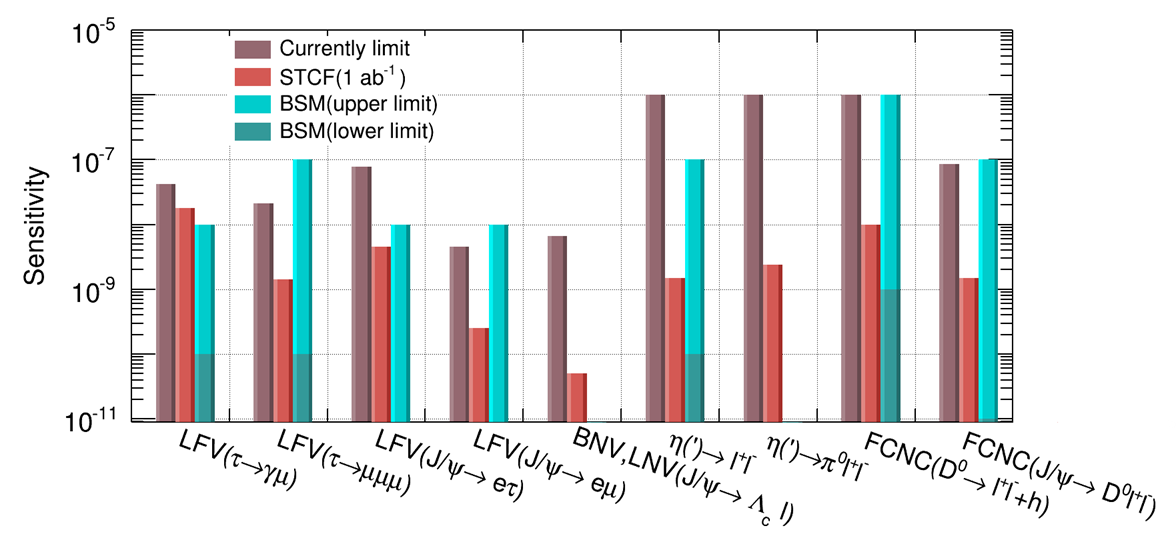 10⁻⁵
10⁻⁷
10⁻⁹
10⁻¹¹
Sensitivity
Currently limit
STCF(1 ab⁻¹)
BSM(upper limit)
BSM(lower limit)
LFV(τ→γμ)
LFV(τ→μμμ)
LFV(J/ψ→ eτ)
LFV(J/ψ→ eμ)
BNV,LNV(J/ψ→ Λc l)
η(')→ l⁺l⁻
η(')→π⁰l⁺l⁻
FCNC(D⁰→ l⁺l⁻+h)
FCNC(J/ψ→ D⁰l⁺l⁻)